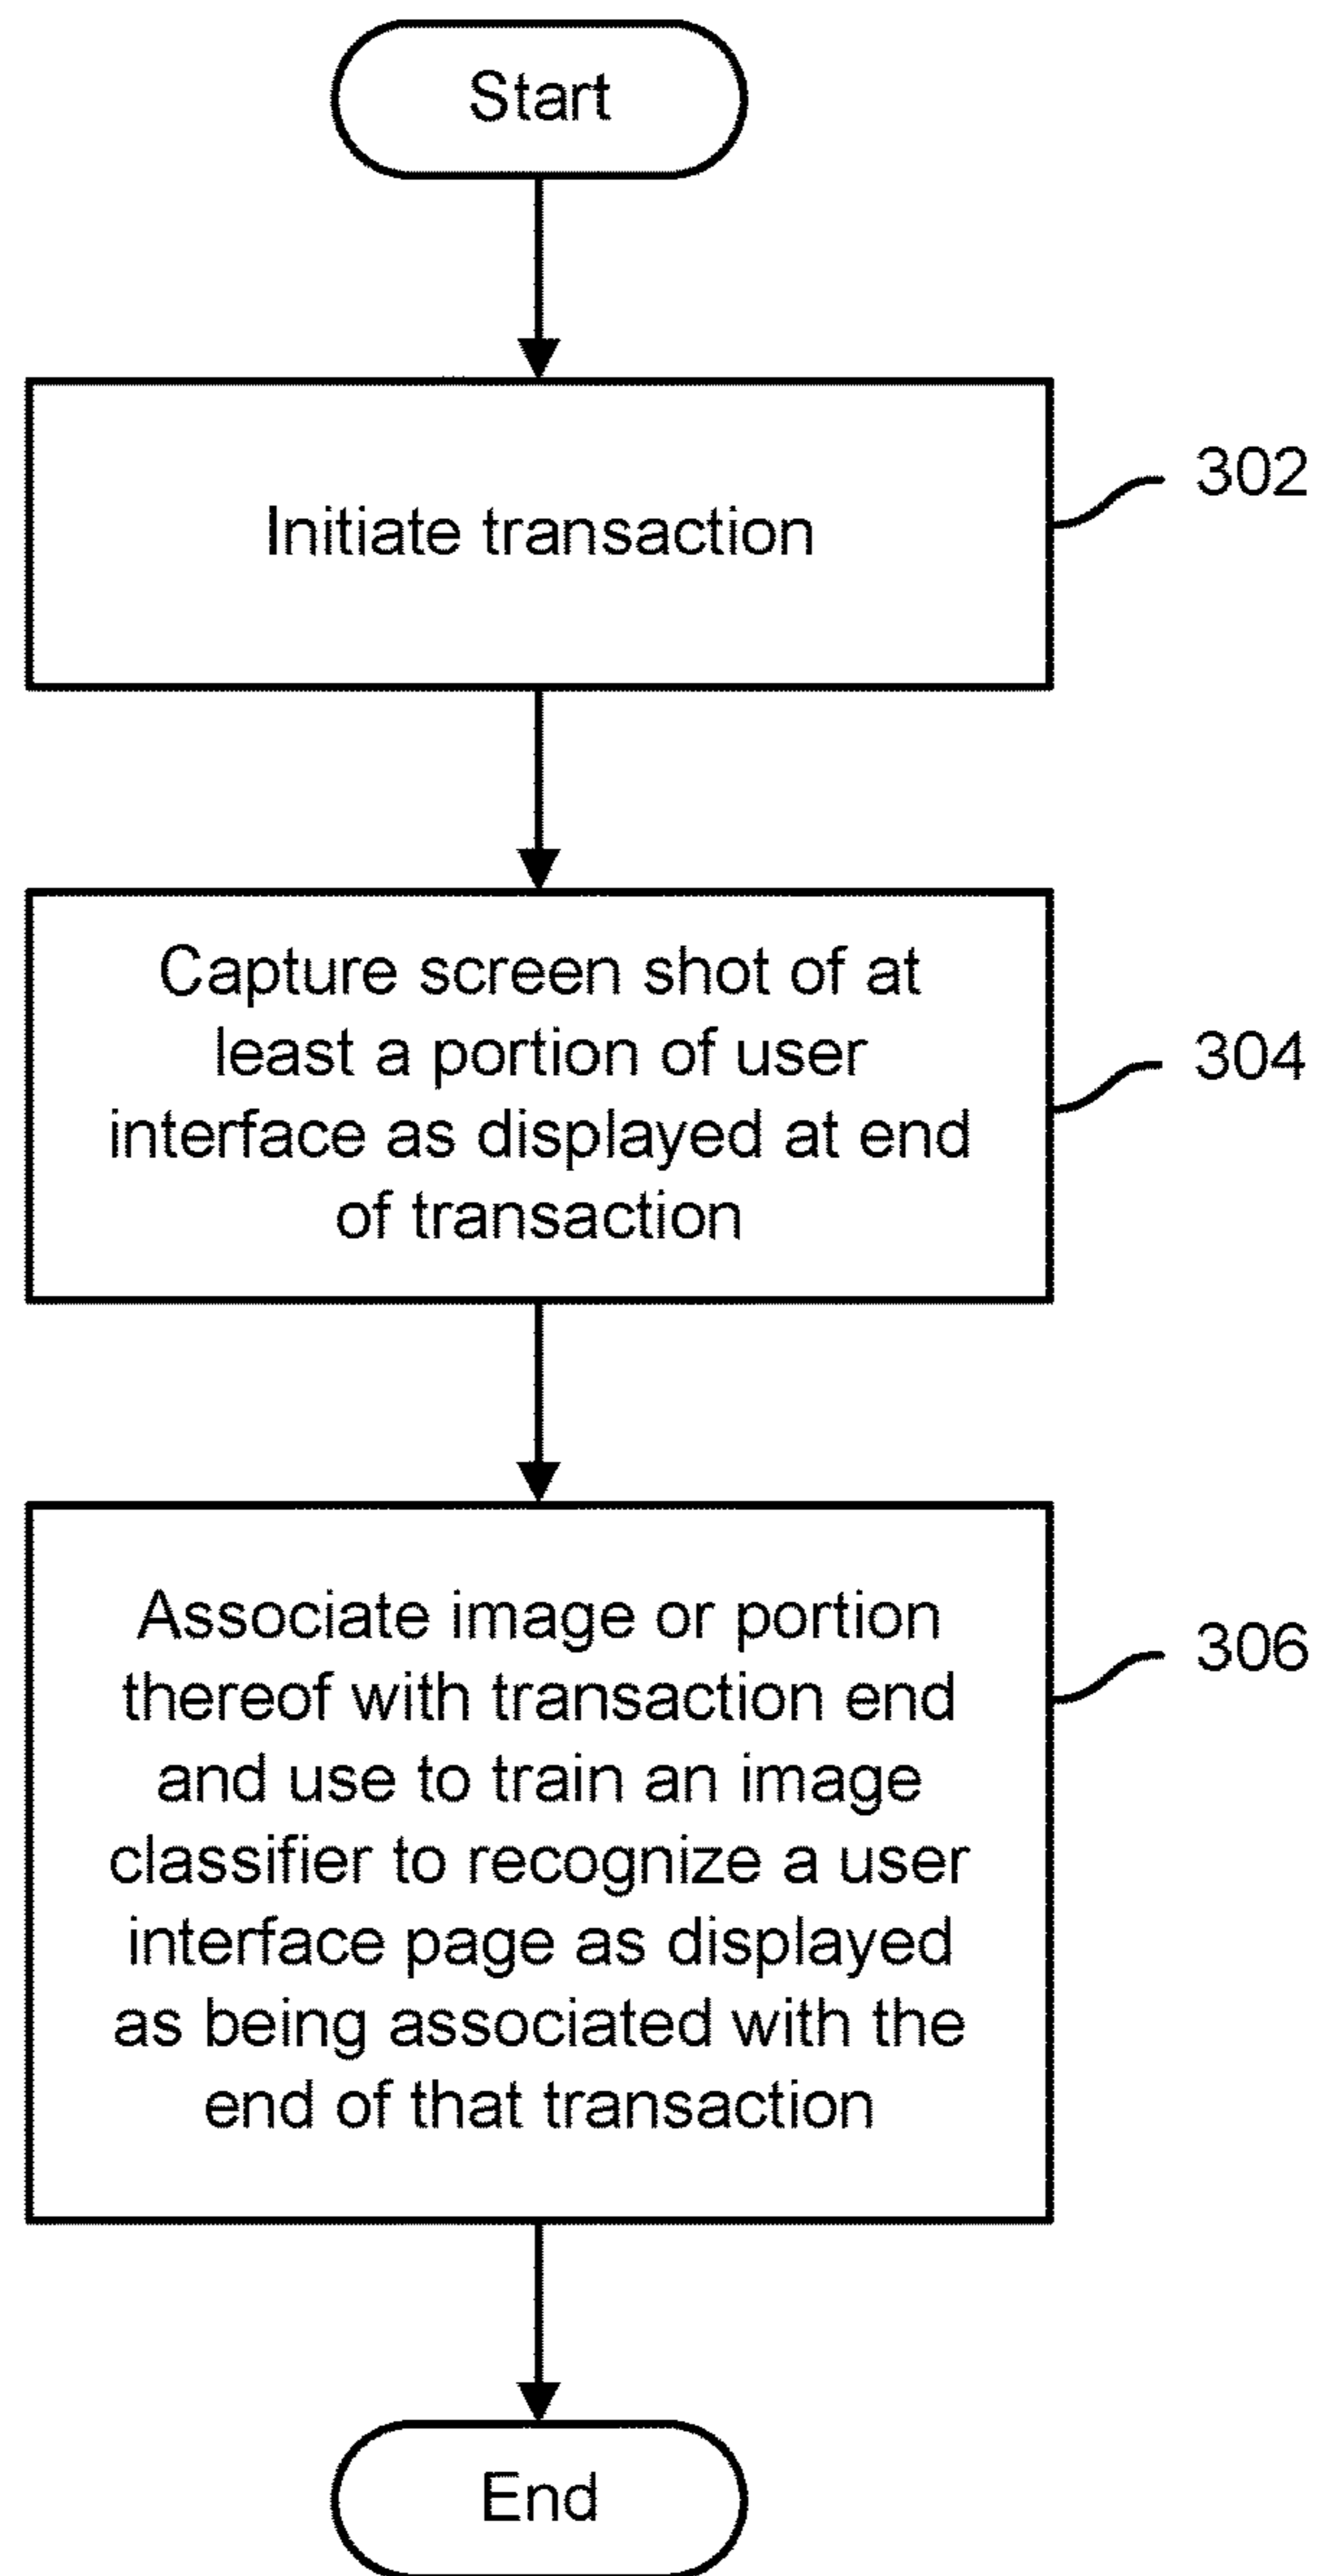 Start
Initiate transaction
302
Capture screen shot of at
least a portion of user
interface as displayed at end
of transaction
304
Associate image or portion
thereof with transaction end
and use to train an image
classifier to recognize a user
interface page as displayed
as being associated with the
end of that transaction
306
End